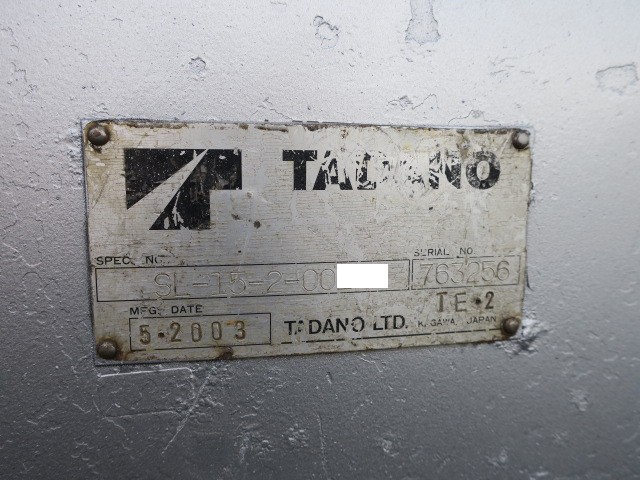 TADANO
SPEC. NO.
SERIAL NO
SL-15-2-00
763256
MFG. DATE
TE-2
5·2003
TADANO LTD. KAGAWA, JAPAN